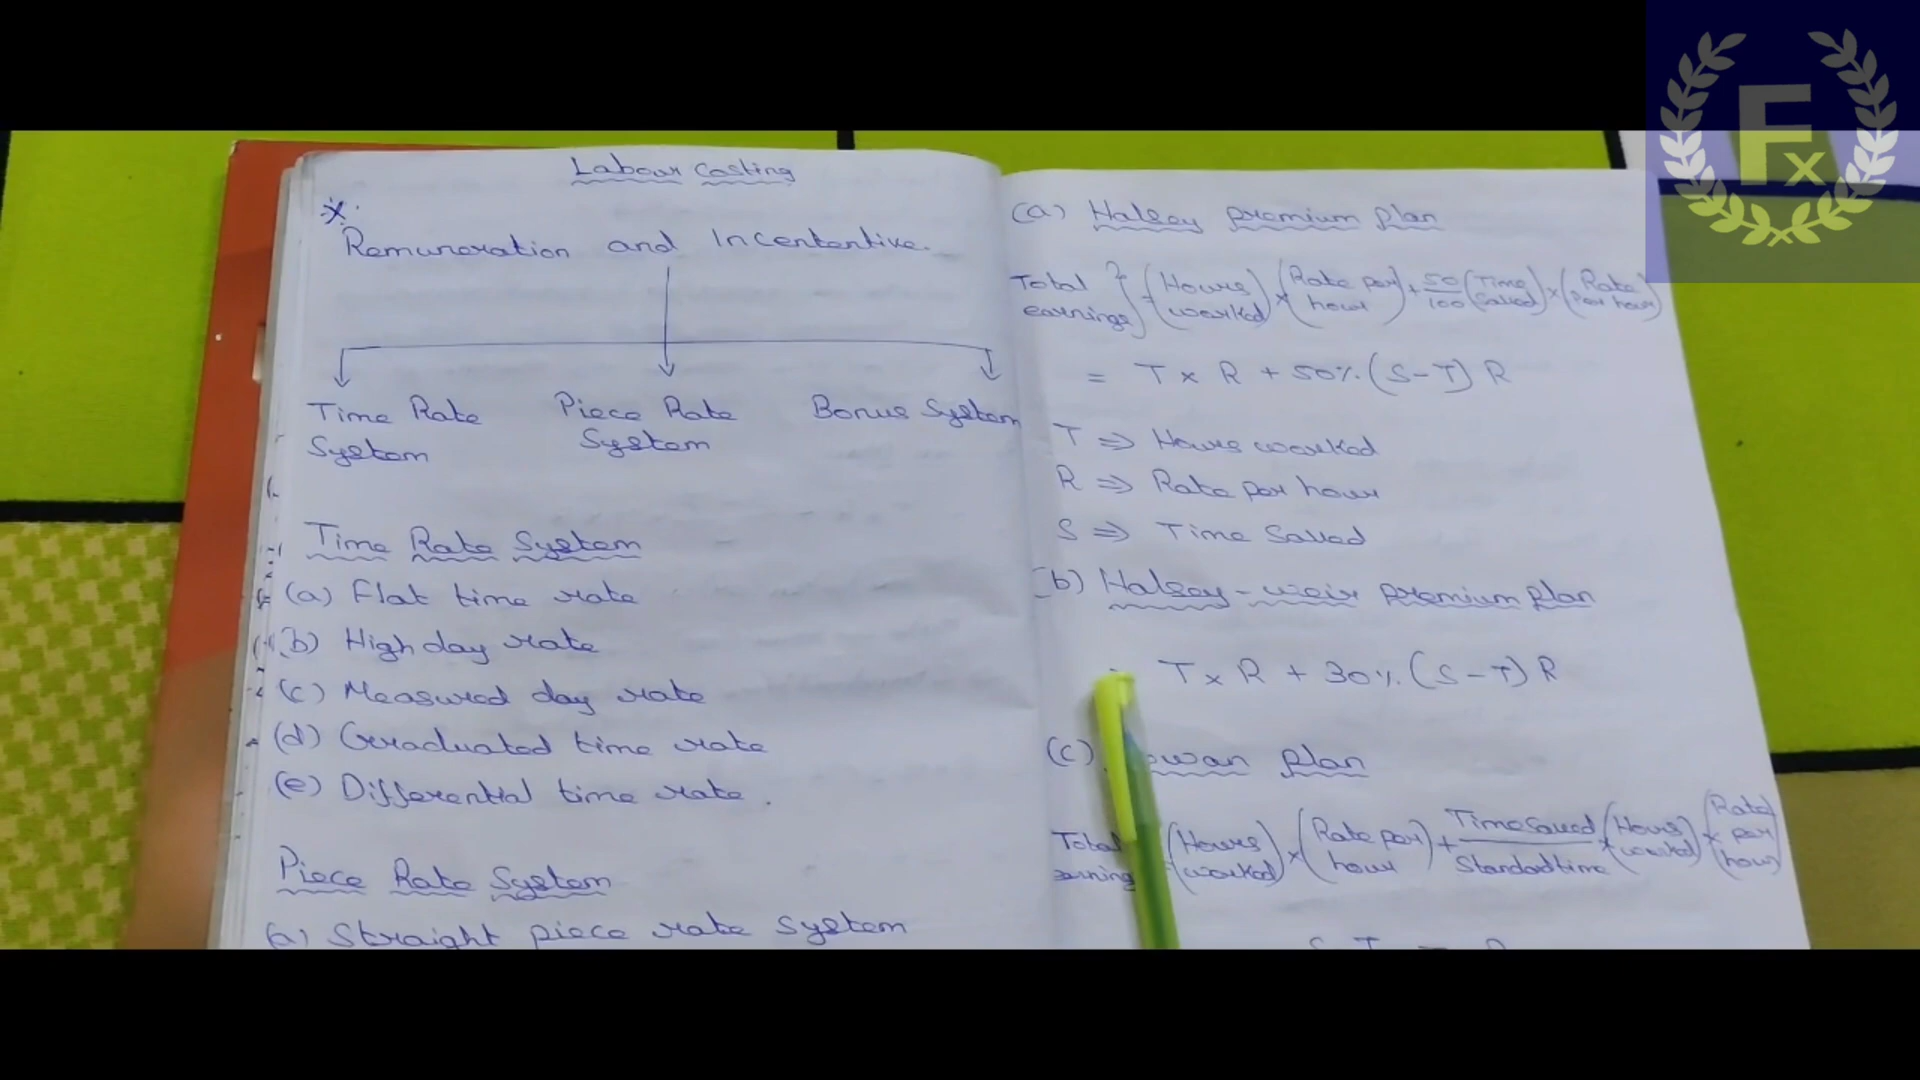 Labour Costing
Remuneration and Incententive.
Time Rate System
Piece Rate System
Bonus System
Time Rate System
(a) Flat time rate
(b) High day rate
(c) Measured day rate
(d) Graduated time rate
(e) Differential time rate.
Piece Rate System
(a) Straight piece rate system
(a) Halsey premium plan
Total earnings } = (Hours worked) × (Rate per hour) + 50/100 (Time Saved) × (Rate per hour)
= T × R + 50% (S-T) R
T ⇒ Hours worked
R ⇒ Rate per hour
S ⇒ Time Saved
(b) Halsey - weir premium plan
T × R + 30% (S-T) R
(c) owan plan
Total earning = (Hours worked) × (Rate per hour) + Time Saved / Standard time × (Hours worked) × (Rate per hour)
Fx